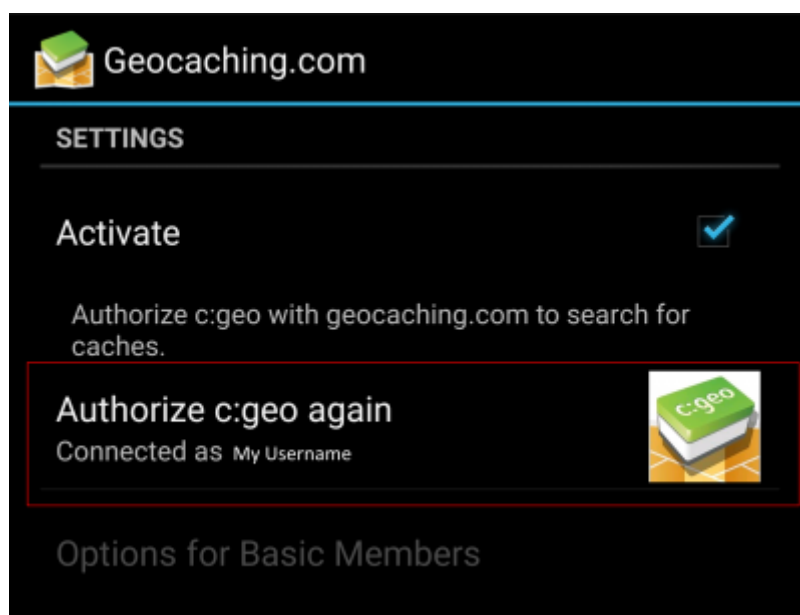 Geocaching.com
SETTINGS
Activate
Authorize c:geo with geocaching.com to search for
caches.
Authorize c:geo again
c:geo
Connected as My Username
Options for Basic Members